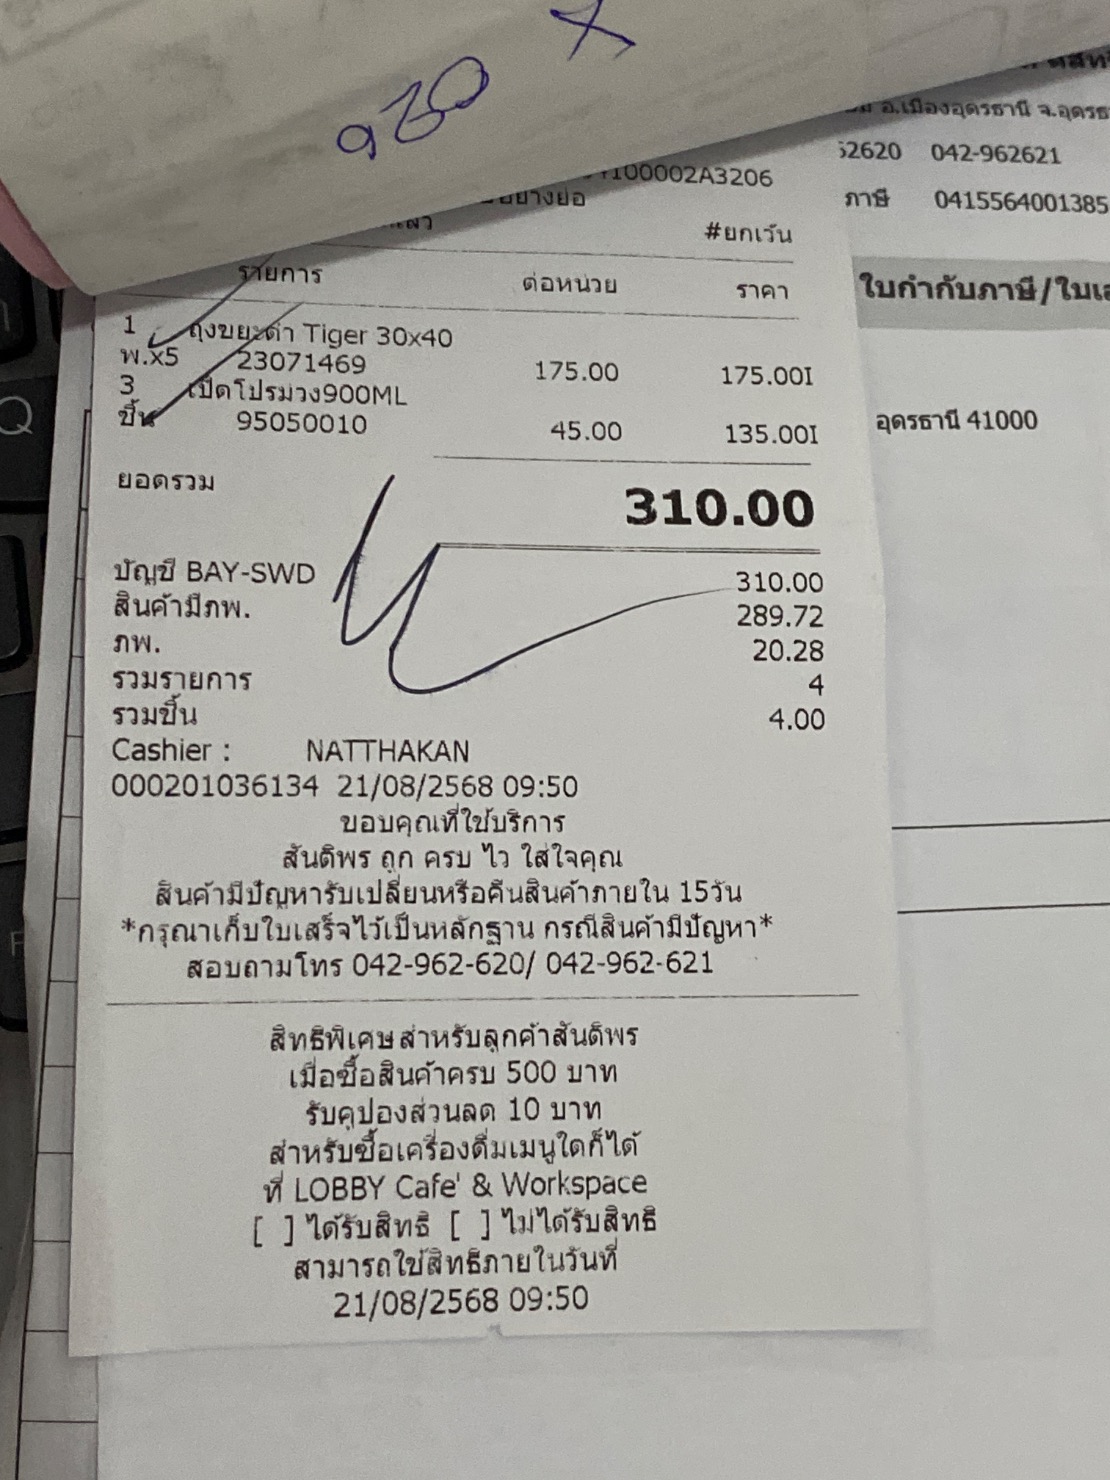 อ.เมืองอุดรธานี จ.อุดรธ
52620 042-962621
ภาษี 0415564001385
ใบกำกับภาษี/ใบเส
อุดรธานี 41000
100002A3206
อย่างย่อ
#ยกเว้น
รายการ ต่อหน่วย ราคา
1 ถุงขยะดำ Tiger 30x40
พ.x5 23071469 175.00 175.00I
3 เป็ดโปรม่วง900ML
ชิ้น 95050010 45.00 135.00I
ยอดรวม 310.00
บัญชี BAY-SWD 310.00
สินค้ามีภพ. 289.72
ภพ. 20.28
รวมรายการ 4
รวมชิ้น 4.00
Cashier : NATTHAKAN
000201036134 21/08/2568 09:50
ขอบคุณที่ใช้บริการ
สันติพร ถูก ครบ ไว ใส่ใจคุณ
สินค้ามีปัญหารับเปลี่ยนหรือคืนสินค้าภายใน 15วัน
*กรุณาเก็บใบเสร็จไว้เป็นหลักฐาน กรณีสินค้ามีปัญหา*
สอบถามโทร 042-962-620/ 042-962-621
สิทธิพิเศษสำหรับลูกค้าสันติพร
เมื่อซื้อสินค้าครบ 500 บาท
รับคูปองส่วนลด 10 บาท
สำหรับซื้อเครื่องดื่มเมนูใดก็ได้
ที่ LOBBY Cafe' & Workspace
[ ] ได้รับสิทธิ [ ] ไม่ได้รับสิทธิ
สามารถใช้สิทธิภายในวันที่
21/08/2568 09:50